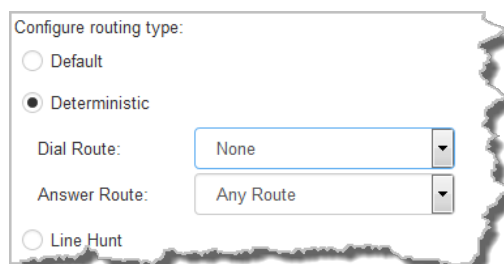 Configure routing type:
Default
Deterministic
Dial Route: None
Answer Route: Any Route
Line Hunt